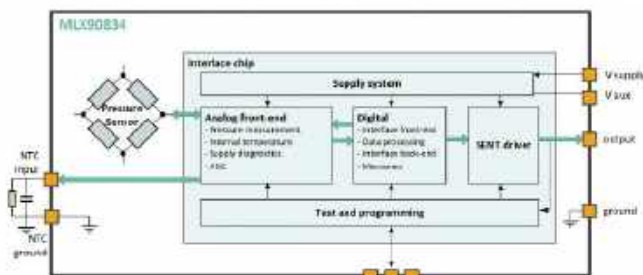 MLX90834
Interface chip
Supply system
V supply
V aux
Pressure
Sensor
Analog front-end
- Pressure measurement
- Internal temperature
- Supply diagnostics
- ADC
Digital
- Interface front-end
- Data processing
- Interface back-end
- Memories
SENT driver
output
NTC
input
Test and programming
ground
NTC
ground